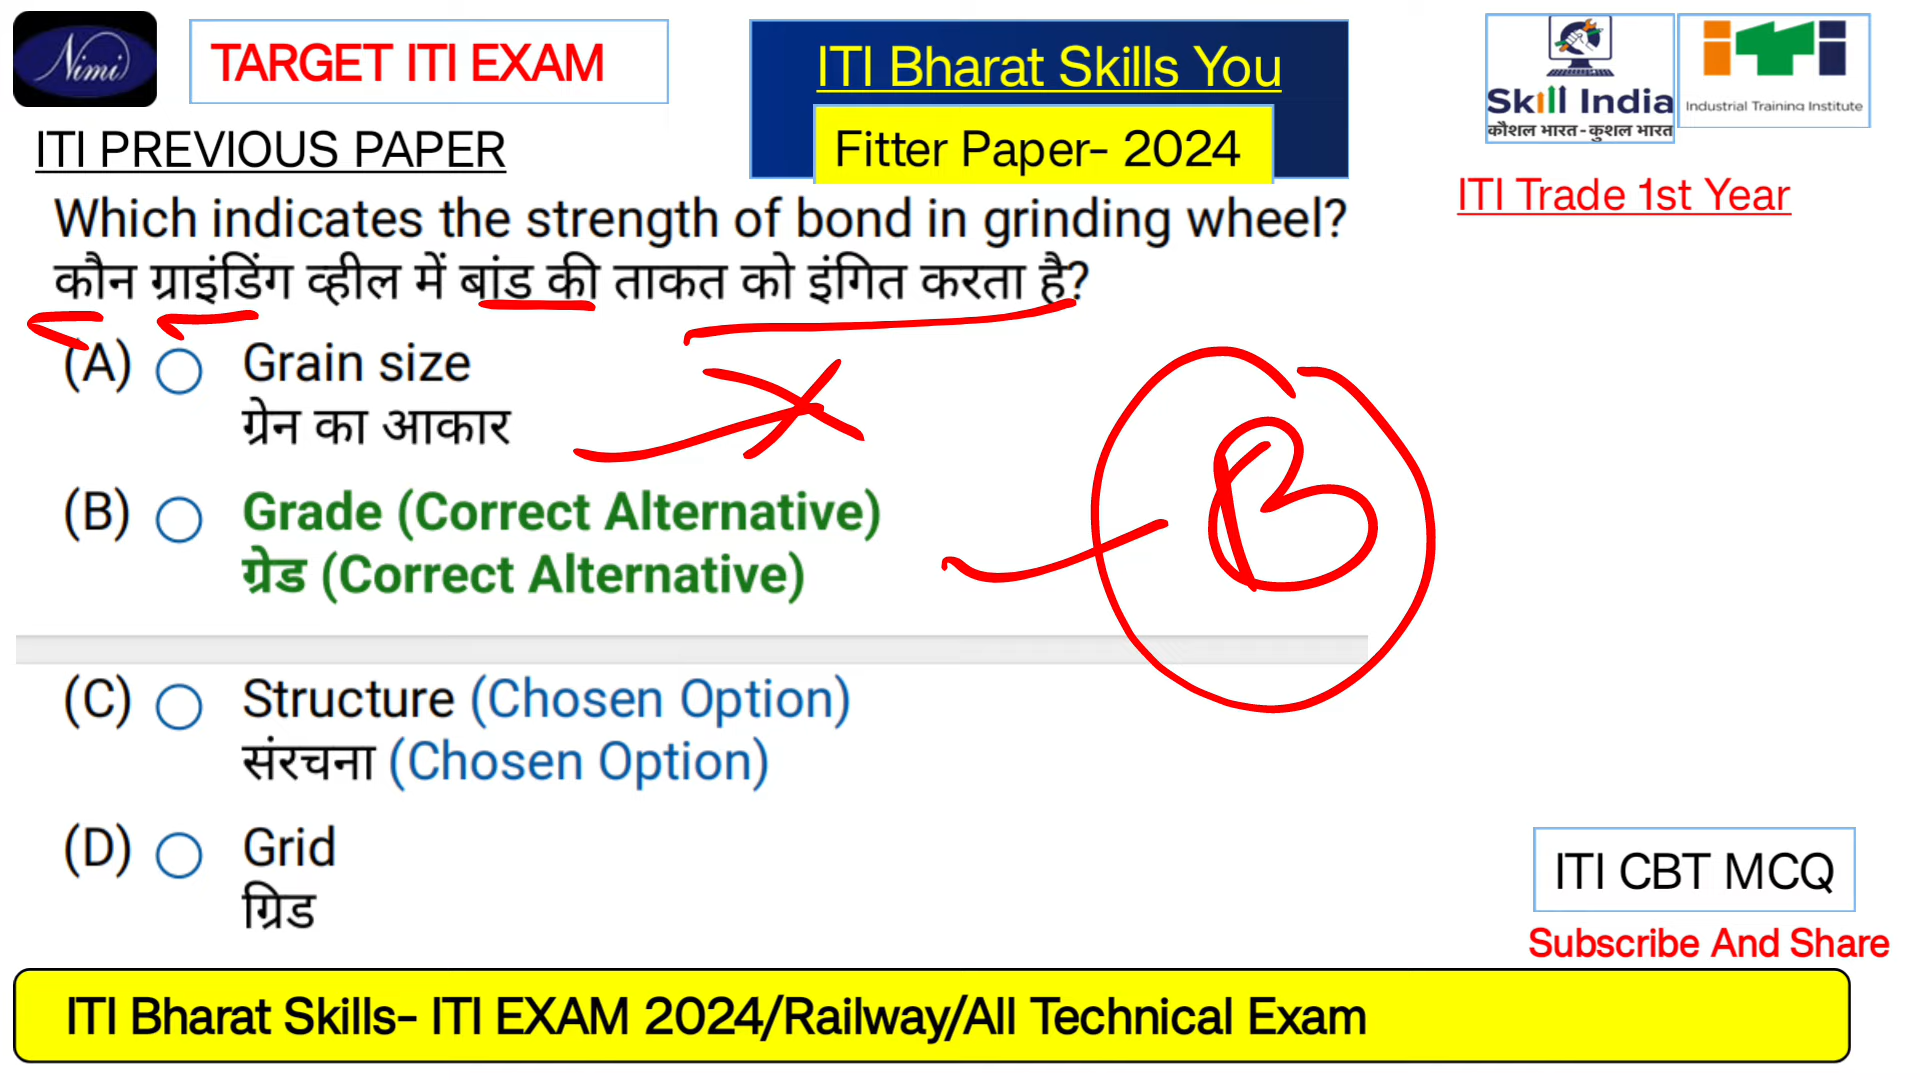 Nimi
TARGET ITI EXAM
ITI Bharat Skills You
Skill India
कौशल भारत-कुशल भारत
iTi
Industrial Training Institute
ITI PREVIOUS PAPER
Fitter Paper- 2024
ITI Trade 1st Year
Which indicates the strength of bond in grinding wheel?
कौन ग्राइंडिंग व्हील में बांड की ताकत को इंगित करता है?
(A) Grain size
ग्रेन का आकार
(B) Grade (Correct Alternative)
ग्रेड (Correct Alternative)
B
(C) Structure (Chosen Option)
संरचना (Chosen Option)
(D) Grid
ग्रिड
ITI CBT MCQ
Subscribe And Share
ITI Bharat Skills- ITI EXAM 2024/Railway/All Technical Exam